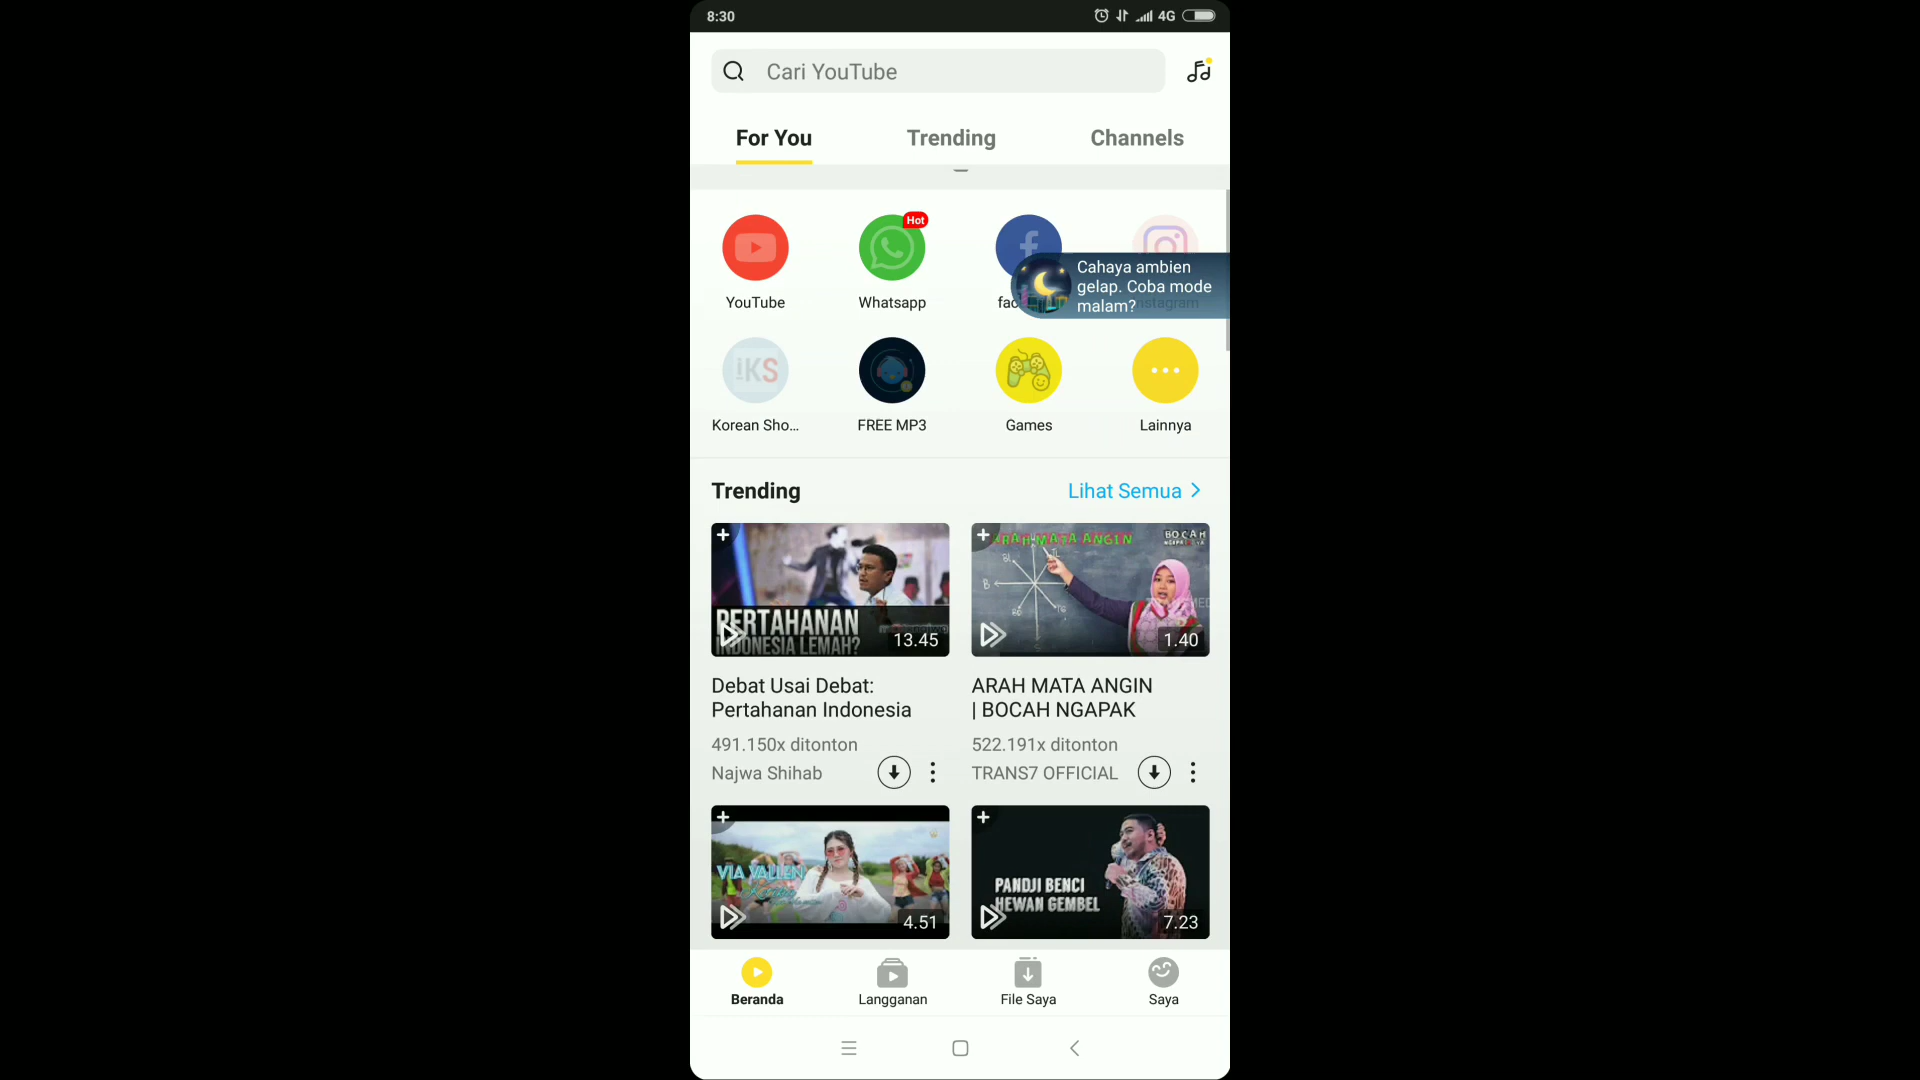 8:30
4G
Cari YouTube
For You
Trending
Channels
Hot
YouTube
Whatsapp
Cahaya ambien
gelap. Coba mode
malam?
iKS
Korean Sho...
FREE MP3
Games
Lainnya
Trending
Lihat Semua
PERTAHANAN
INDONESIA LEMAH?
13.45
ARAH MATA ANGIN
BOCAH
B
1.40
Debat Usai Debat:
Pertahanan Indonesia
491.150x ditonton
Najwa Shihab
ARAH MATA ANGIN
| BOCAH NGAPAK
522.191x ditonton
TRANS7 OFFICIAL
VIA VALLEN
4.51
PANDJI BENCI
HEWAN GEMBEL
7.23
Beranda
Langganan
File Saya
Saya